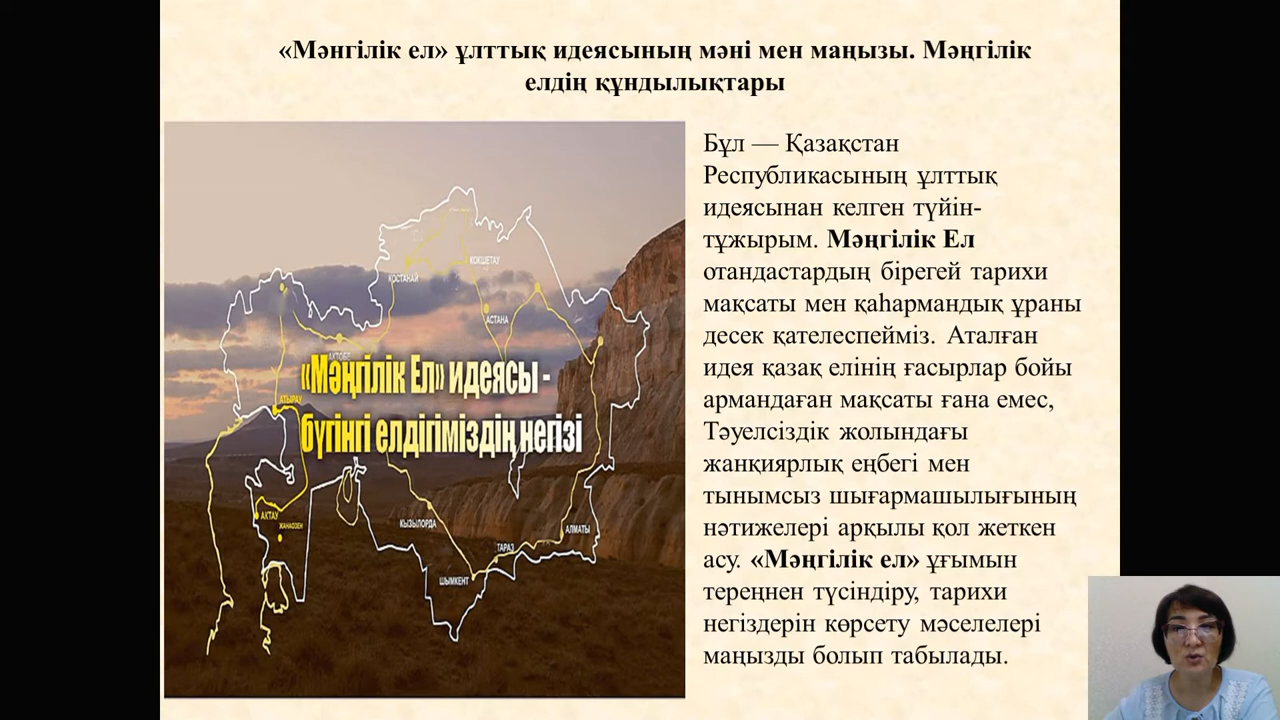 «Мәнгілік ел» ұлттық идеясының мәні мен маңызы. Мәңгілік
елдің құндылықтары
КОСТАНАЙ
КОКШЕТАУ
АСТАНА
АКТОБЕ
«Мәңгілік Ел» идеясы -
АТЫРАУ
бүгінгі елдігіміздің негізі
АКТАУ
ЖАНАОЗЕН
КЫЗЫЛОРДА
АЛМАТЫ
ТАРАЗ
ШЫМКЕНТ
Бұл — Қазақстан
Республикасының ұлттық
идеясынан келген түйін-
тұжырым. Мәңгілік Ел
отандастардың бірегей тарихи
мақсаты мен қаһармандық ұраны
десек қателеспейміз. Аталған
идея қазақ елінің ғасырлар бойы
армандаған мақсаты ғана емес,
Тәуелсіздік жолындағы
жанқиярлық еңбегі мен
тынымсыз шығармашылығының
нәтижелері арқылы қол жеткен
асу. «Мәңгілік ел» ұғымын
тереңнен түсіндіру, тарихи
негіздерін көрсету мәселелері
маңызды болып табылады.